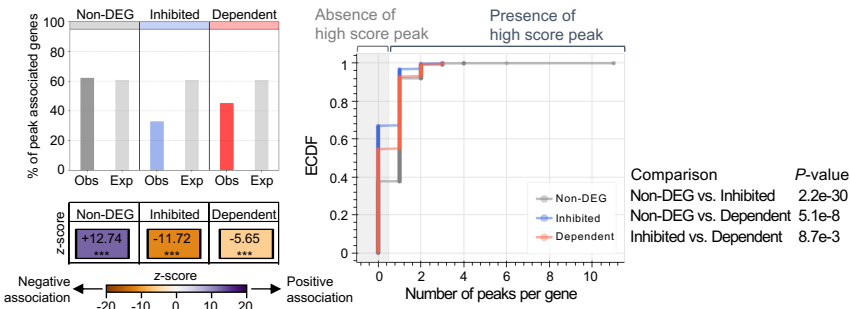 Non-DEG Inhibited Dependent
% of peak associated genes
100
80
60
40
20
0
Obs Exp Obs Exp Obs Exp
z-score
Non-DEG Inhibited Dependent
+12.74 -11.72 -5.65
*** *** ***
z-score
Negative association
Positive association
-20 -10 0 10 20
Absence of
high score peak
Presence of
high score peak
ECDF
1
0.8
0.6
0.4
0.2
0
Non-DEG
Inhibited
Dependent
0 2 4 6 8 10
Number of peaks per gene
Comparison P-value
Non-DEG vs. Inhibited 2.2e-30
Non-DEG vs. Dependent 5.1e-8
Inhibited vs. Dependent 8.7e-3